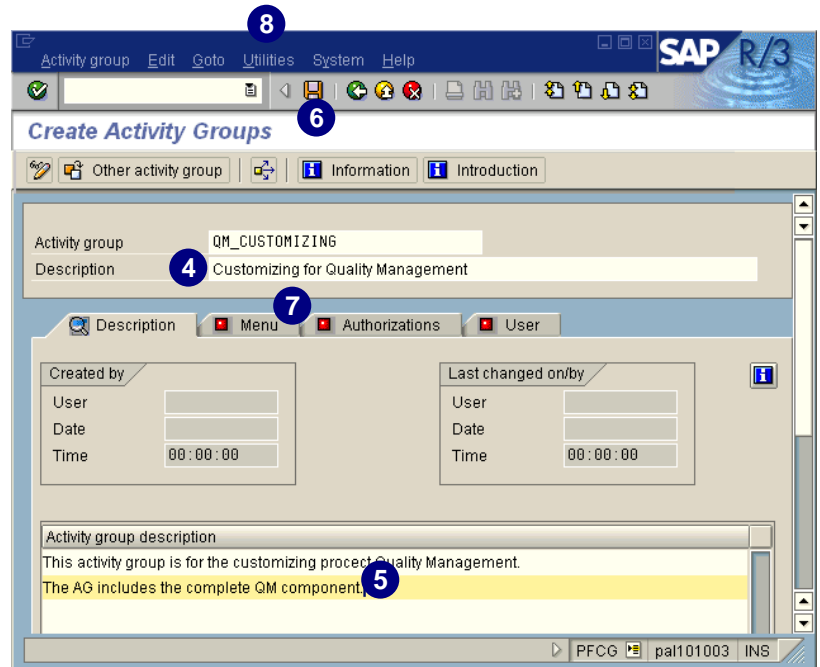 8
Activity group Edit Goto Utilities System Help
SAP R/3
6
Create Activity Groups
Other activity group Information Introduction
Activity group QM_CUSTOMIZING
Description 4 Customizing for Quality Management
7
Description Menu Authorizations User
Created by Last changed on/by
User User
Date Date
Time 00:00:00 Time 00:00:00
Activity group description
This activity group is for the customizing procect Quality Management.
The AG includes the complete QM component. 5
PFCG pal101003 INS